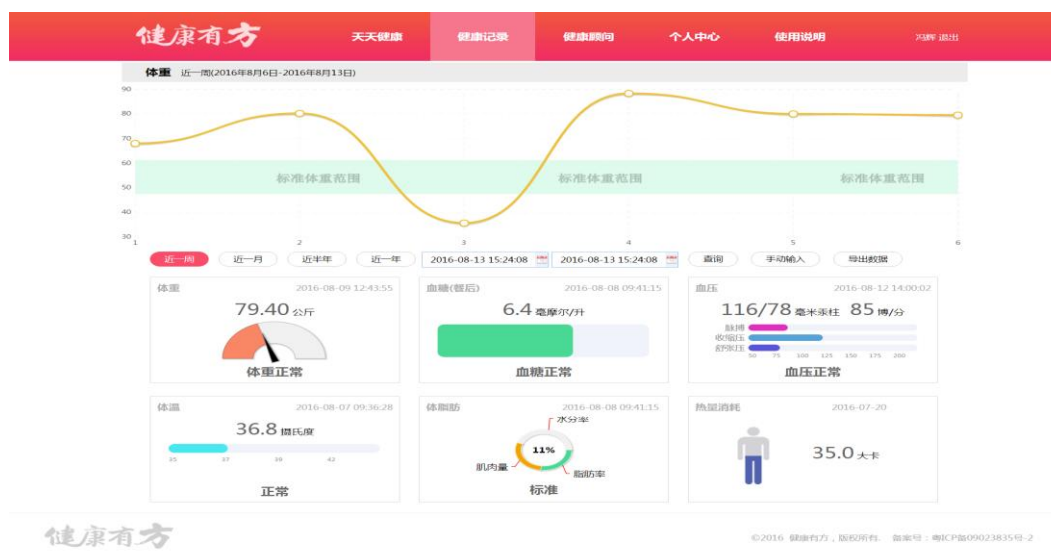 健康有方 天天健康 健康记录 健康顾问 个人中心 使用说明 冯辉 退出
体重 近一周(2016年8月6日-2016年8月13日)
90
80
70
60
50
40
30
标准体重范围 标准体重范围 标准体重范围
1 2 3 4 5 6
近一周 近一月 近半年 近一年 2016-08-13 15:24:08 2016-08-13 15:24:08 查询 手动输入 导出数据
体重 2016-08-09 12:43:55
79.40 公斤
体重正常
血糖(餐后) 2016-08-08 09:41:15
6.4 毫摩尔/升
血糖正常
血压 2016-08-12 14:00:02
116/78 毫米汞柱 85 博/分
脉搏
收缩压
舒张压
50 75 100 125 150 175 200
血压正常
体温 2016-08-07 09:36:28
36.8 摄氏度
35 37 39 42
正常
体脂肪 2016-08-08 09:41:15
水分率
11%
肌肉量
脂肪率
标准
热量消耗 2016-07-20
35.0 大卡
健康有方 ©2016 健康有方，版权所有. 备案号：粤ICP备09023835号-2